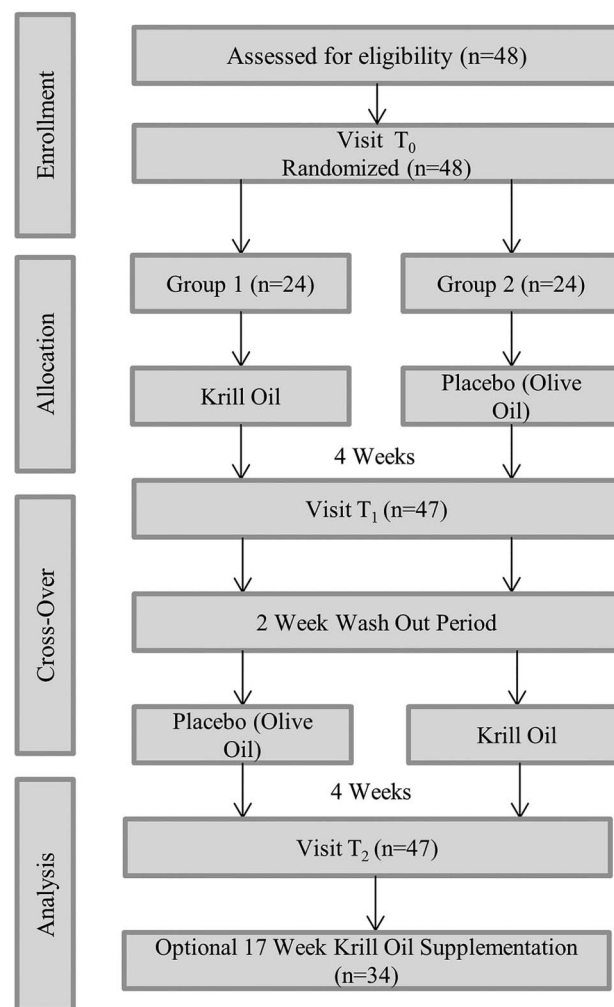 Enrollment
Assessed for eligibility (n=48)
Visit T₀
Randomized (n=48)
Allocation
Group 1 (n=24)
Group 2 (n=24)
Krill Oil
Placebo (Olive
Oil)
4 Weeks
Cross-Over
Visit T₁ (n=47)
2 Week Wash Out Period
Placebo (Olive
Oil)
Krill Oil
4 Weeks
Analysis
Visit T₂ (n=47)
Optional 17 Week Krill Oil Supplementation
(n=34)